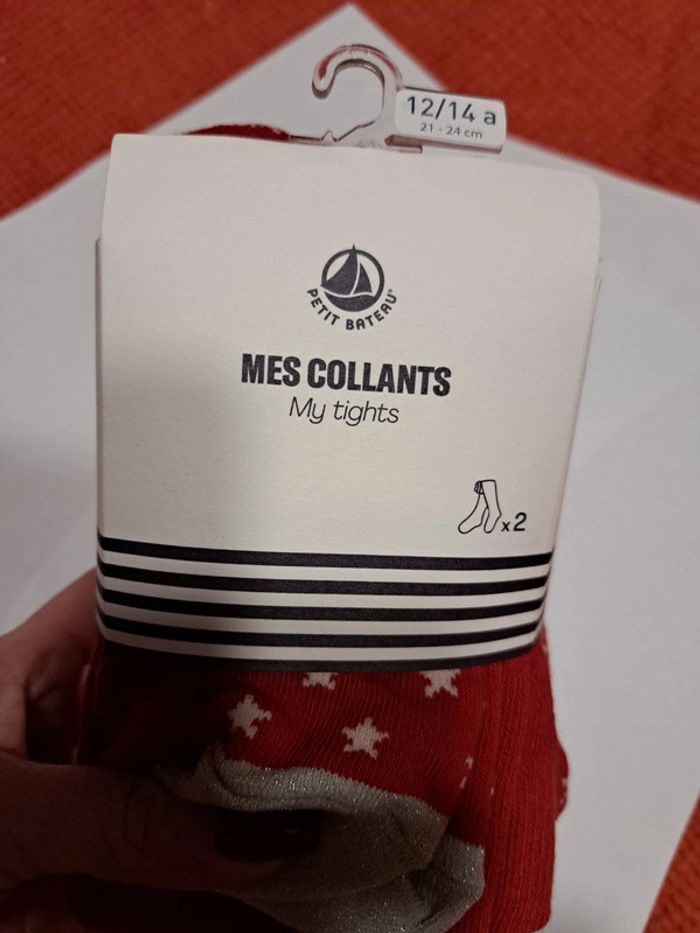 12/14 a
21 - 24 cm
PETIT BATEAU®
MES COLLANTS
My tights
x2